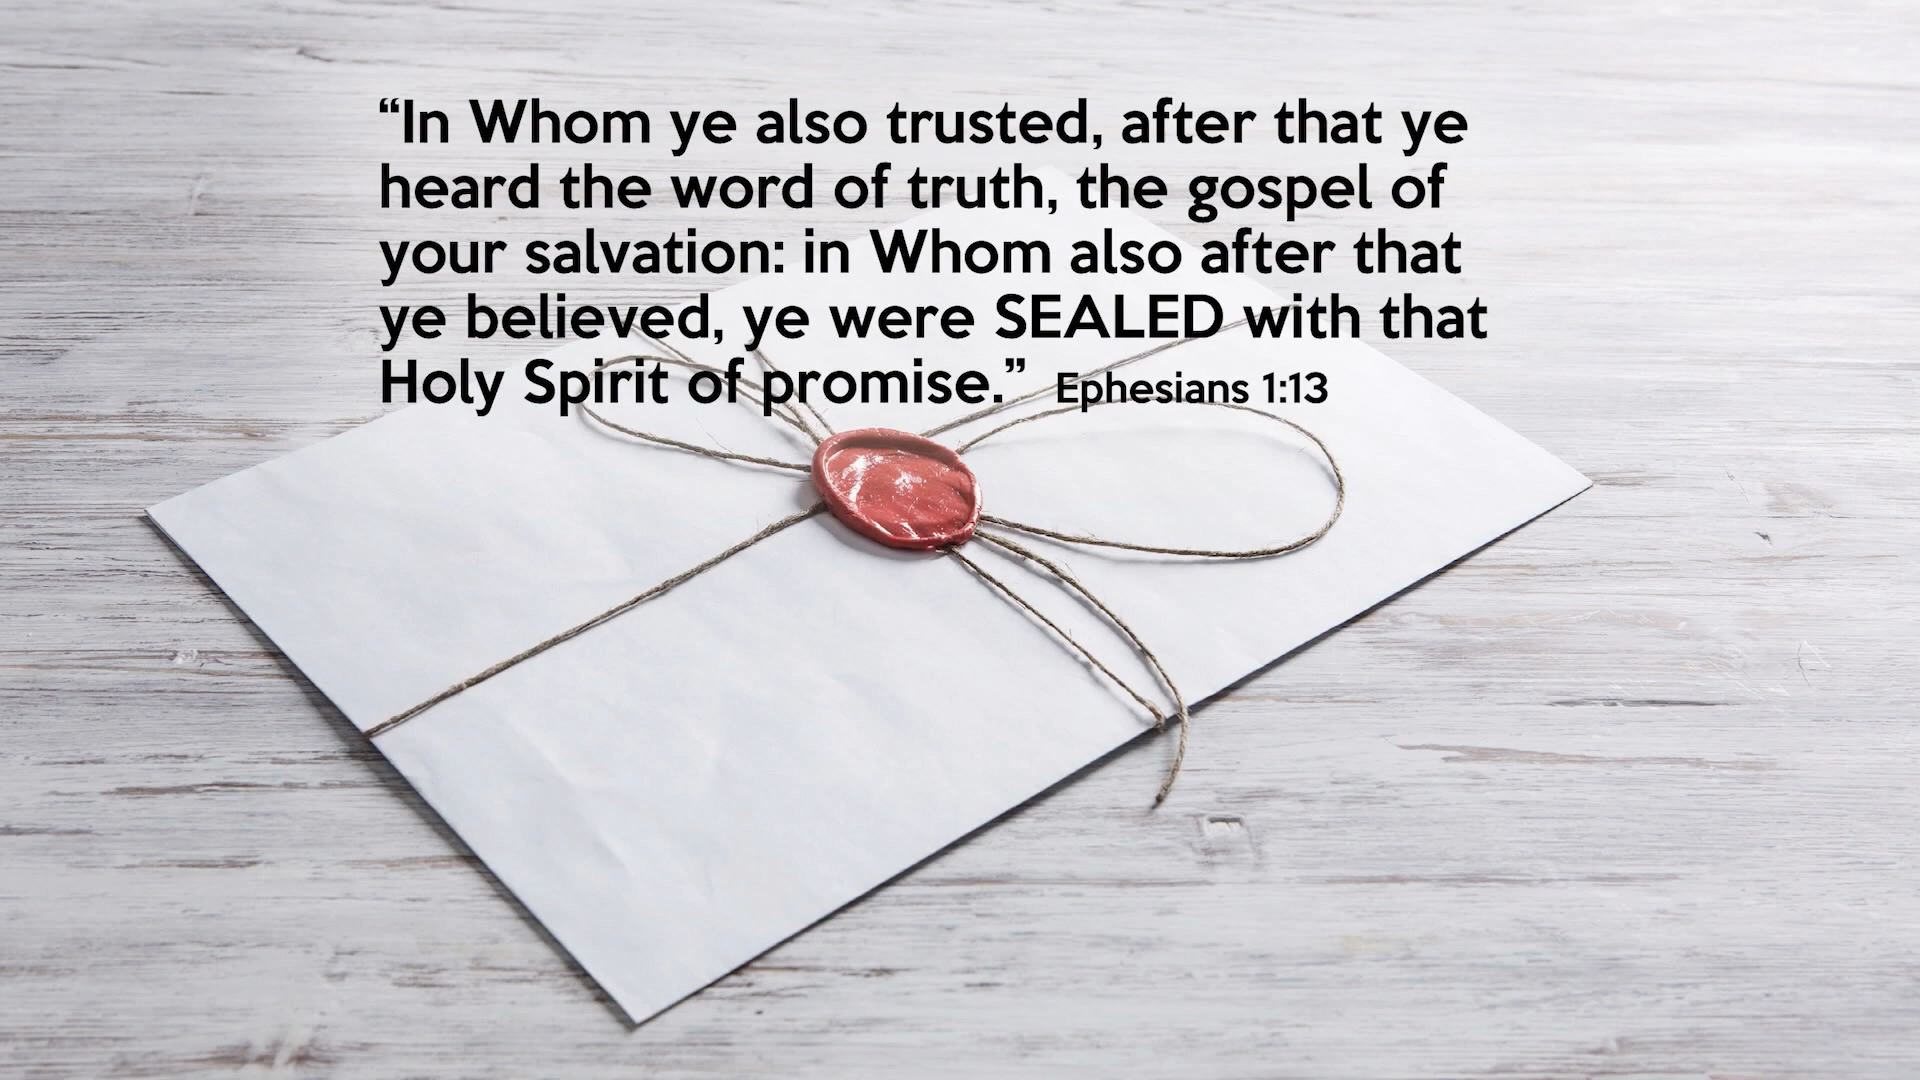 “In Whom ye also trusted, after that ye
heard the word of truth, the gospel of
your salvation: in Whom also after that
ye believed, ye were SEALED with that
Holy Spirit of promise.” Ephesians 1:13